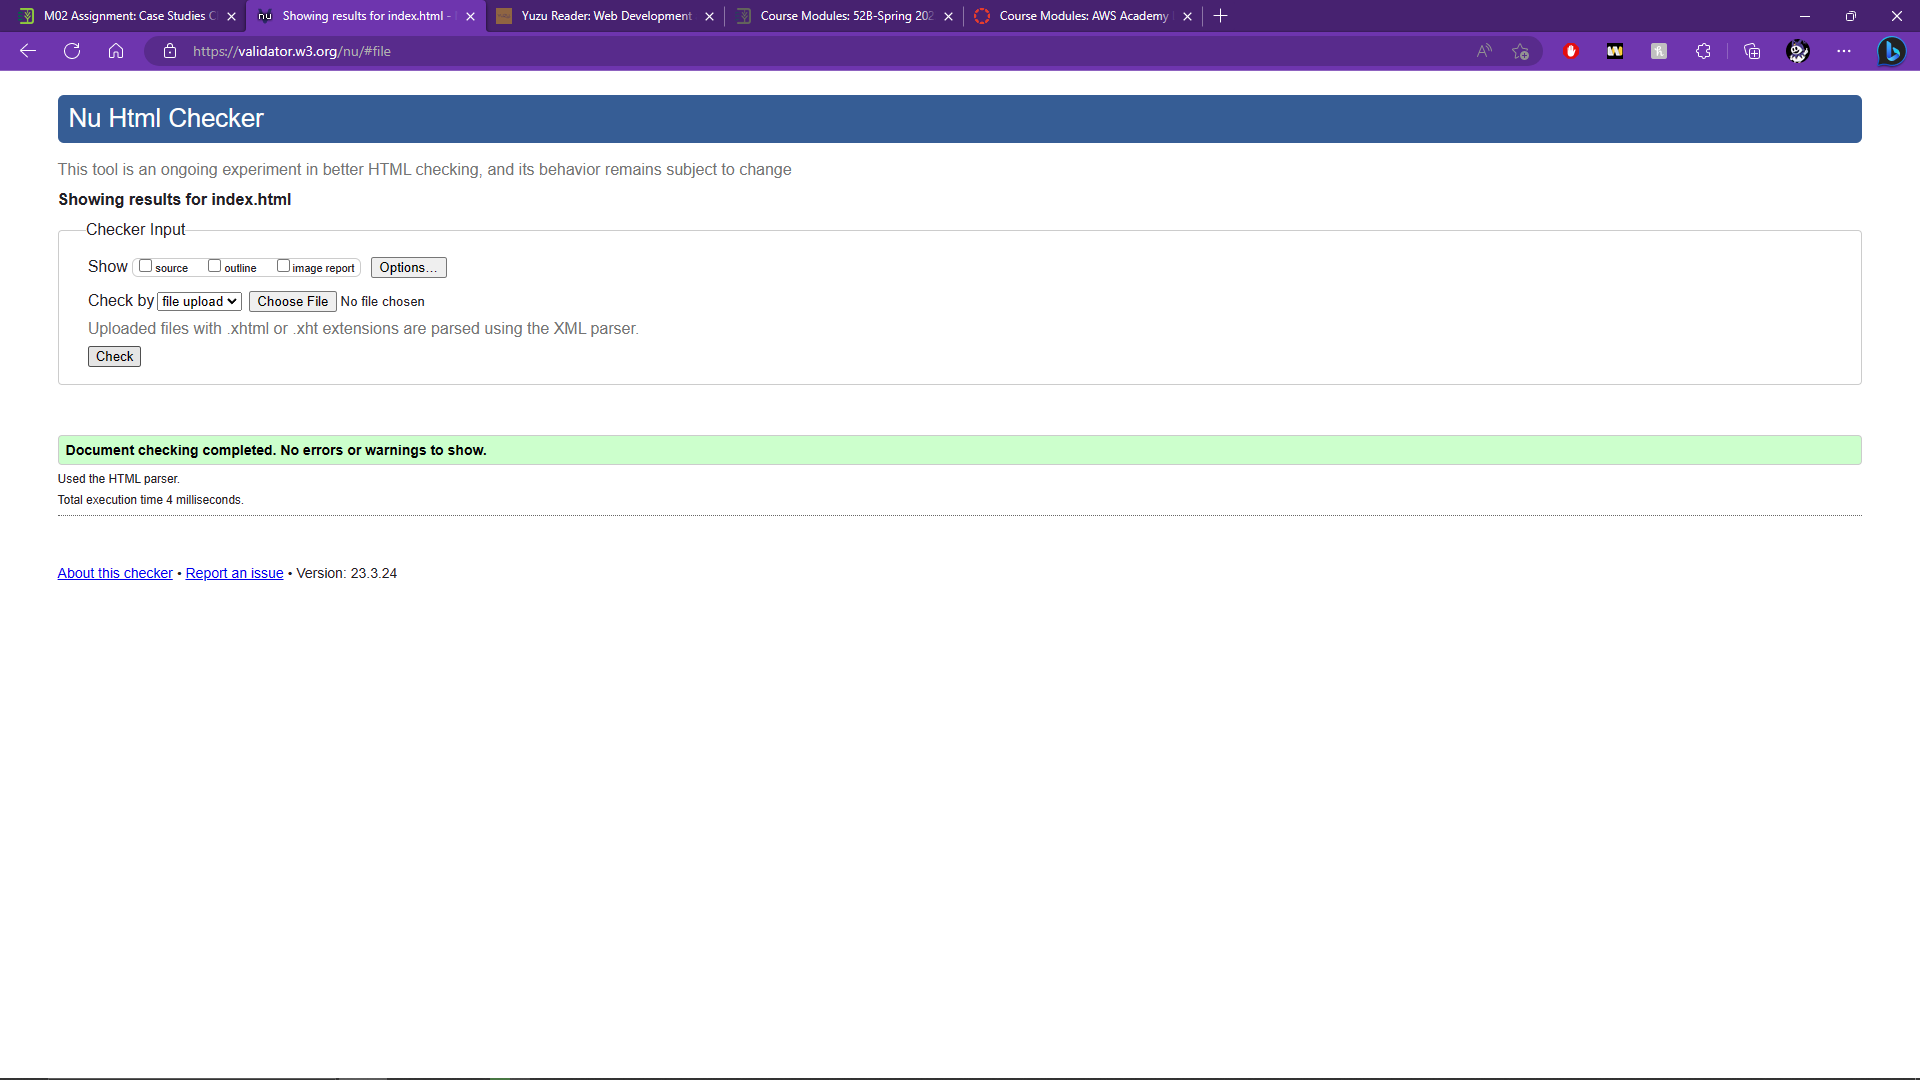 M02 Assignment: Case Studies C
Showing results for index.html -
Yuzu Reader: Web Development
Course Modules: 52B-Spring 202
Course Modules: AWS Academy
https://validator.w3.org/nu/#file
Nu Html Checker
This tool is an ongoing experiment in better HTML checking, and its behavior remains subject to change
Showing results for index.html
Checker Input
Show source outline image report Options...
Check by file upload Choose File No file chosen
Uploaded files with .xhtml or .xht extensions are parsed using the XML parser.
Check
Document checking completed. No errors or warnings to show.
Used the HTML parser.
Total execution time 4 milliseconds.
About this checker • Report an issue • Version: 23.3.24